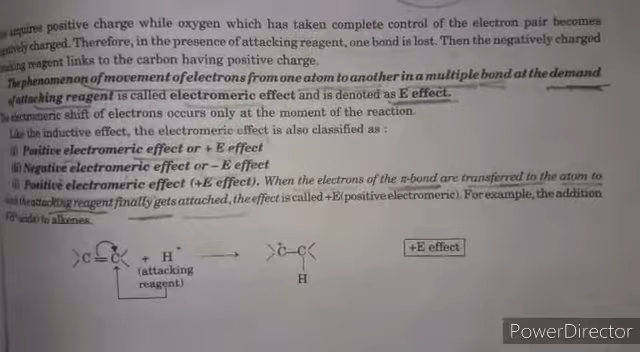 requires positive charge while oxygen which has taken complete control of the electron pair becomes
charged. Therefore, in the presence of attacking reagent, one bond is lost. Then the negatively charged
reagent links to the carbon having positive charge.
The phenomenon of movement of electrons from one atom to another in a multiple bond at the demand
of attacking reagent is called electromeric effect and is denoted as E effect.
electromeric shift of electrons occurs only at the moment of the reaction.
Like the inductive effect, the electromeric effect is also classified as :
(i) Positive electromeric effect or + E effect
(ii) Negative electromeric effect or – E effect
(i) Positive electromeric effect (+E effect). When the electrons of the π-bond are transferred to the atom to
the attacking reagent finally gets attached, the effect is called +E (positive electromeric). For example, the addition
of acids to alkenes.
>C=C< + H⁺ ⟶ >C⁺–C< +E effect
(attacking H
reagent)
PowerDirector